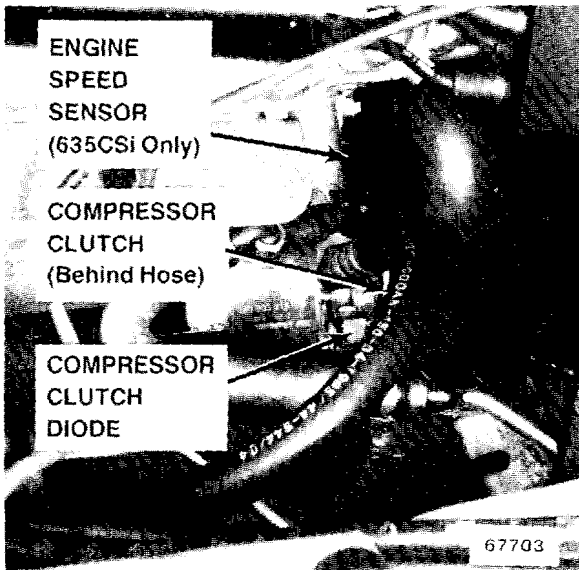 ENGINE
SPEED
SENSOR
(635CSi Only)
COMPRESSOR
CLUTCH
(Behind Hose)
COMPRESSOR
CLUTCH
DIODE
67703